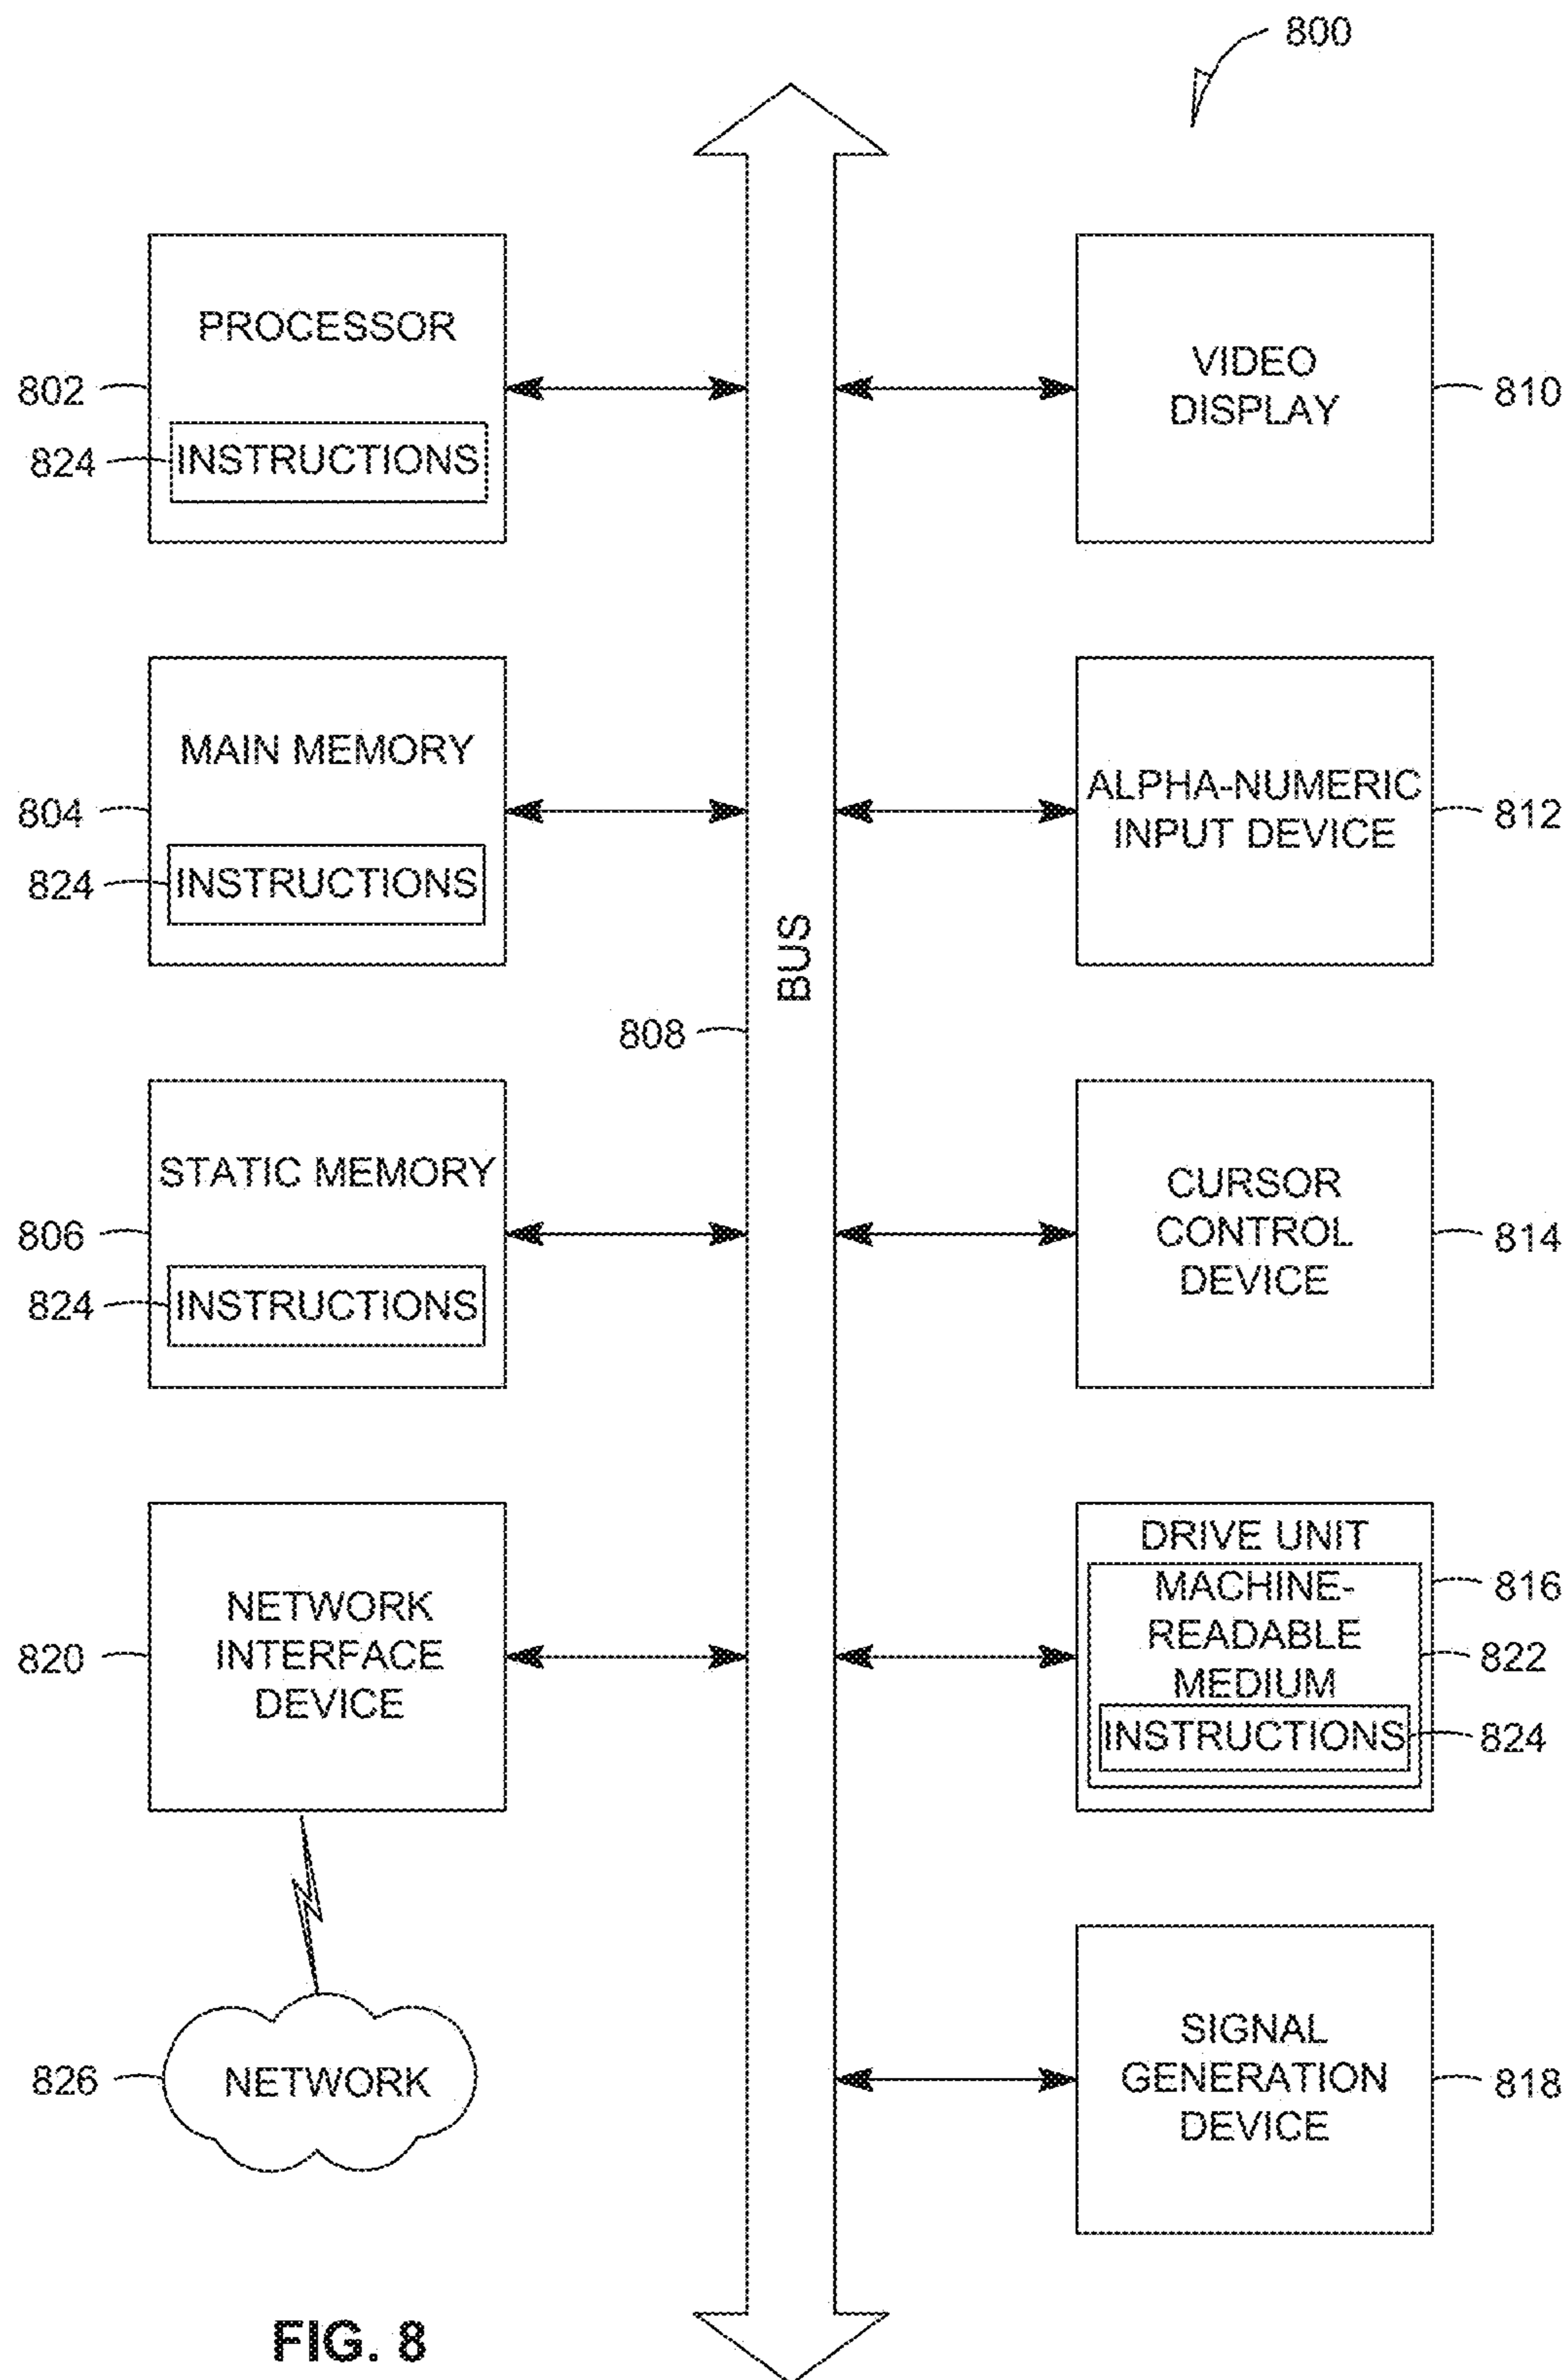 800
PROCESSOR
802
824
INSTRUCTIONS
VIDEO
DISPLAY
810
MAIN MEMORY
804
824
INSTRUCTIONS
ALPHA-NUMERIC
INPUT DEVICE
812
BUS
808
STATIC MEMORY
806
824
INSTRUCTIONS
CURSOR
CONTROL
DEVICE
814
NETWORK
INTERFACE
DEVICE
820
DRIVE UNIT
MACHINE-
READABLE
MEDIUM
INSTRUCTIONS
816
822
824
NETWORK
826
SIGNAL
GENERATION
DEVICE
818
FIG. 8